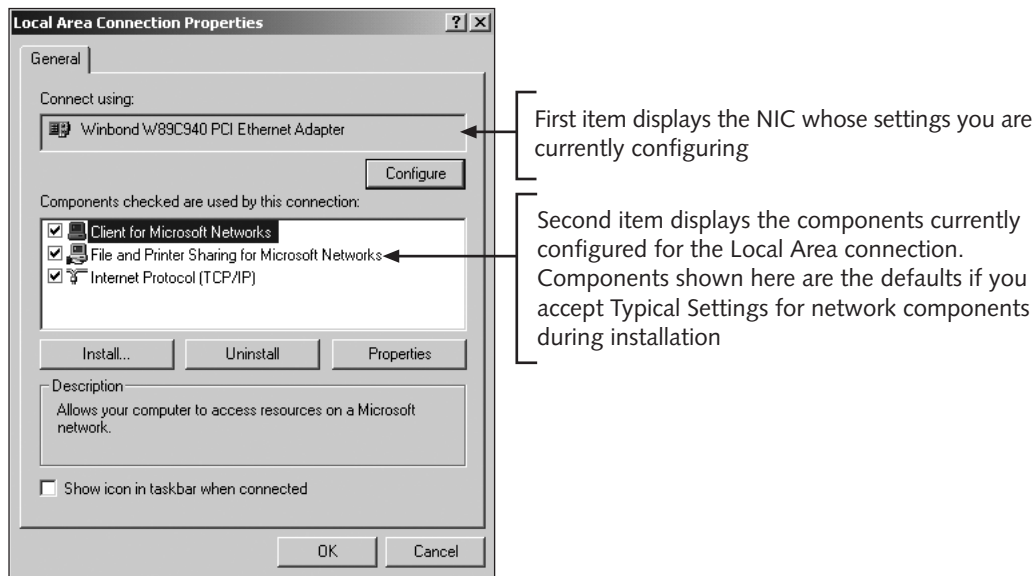 Local Area Connection Properties
General
Connect using:
Winbond W89C940 PCI Ethernet Adapter
Configure
Components checked are used by this connection:
Client for Microsoft Networks
File and Printer Sharing for Microsoft Networks
Internet Protocol (TCP/IP)
Install...
Uninstall
Properties
Description
Allows your computer to access resources on a Microsoft
network.
Show icon in taskbar when connected
OK
Cancel
First item displays the NIC whose settings you are
currently configuring
Second item displays the components currently
configured for the Local Area connection.
Components shown here are the defaults if you
accept Typical Settings for network components
during installation